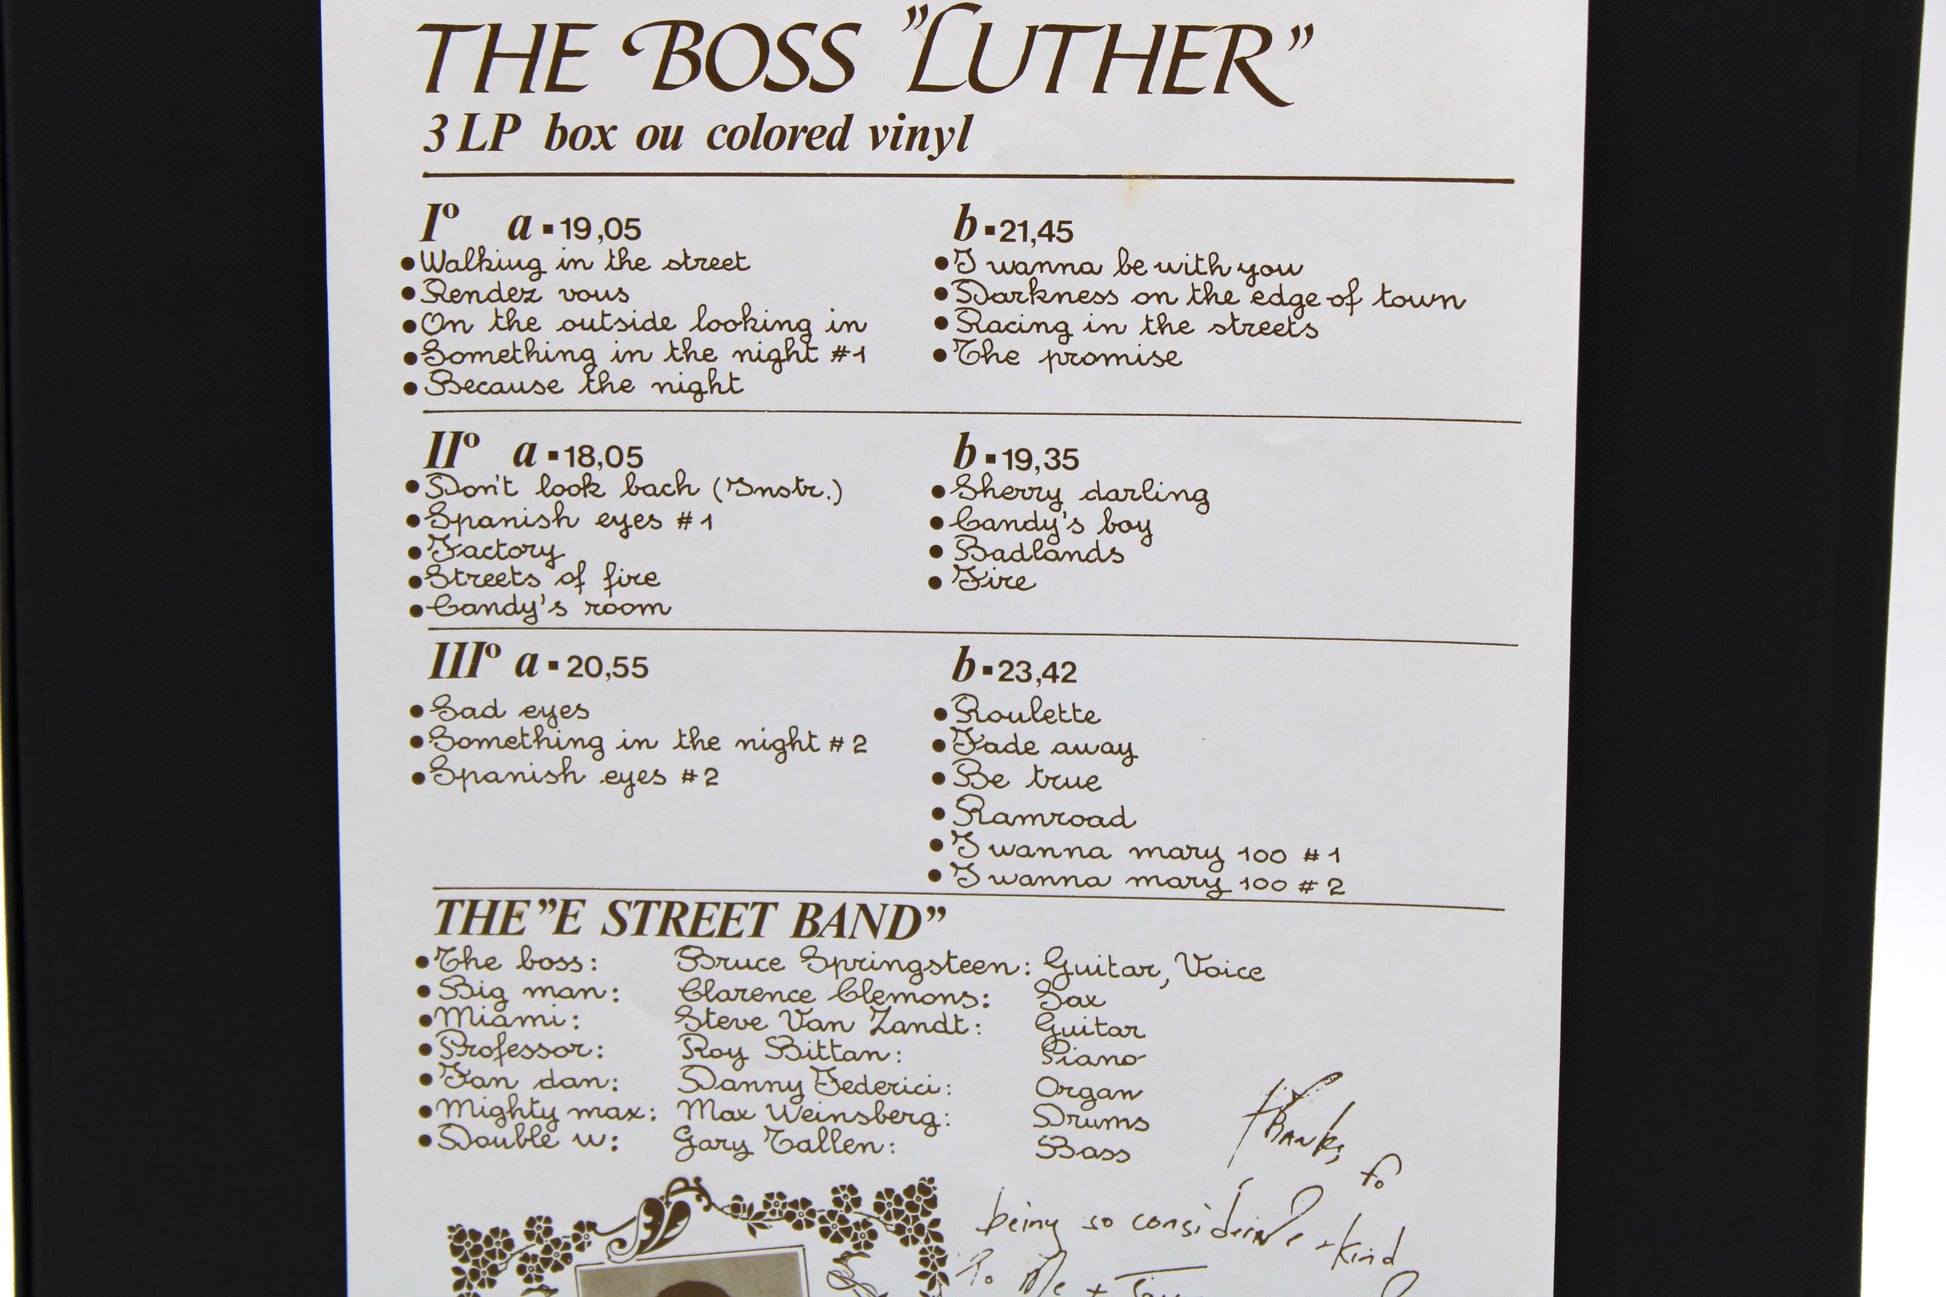 THE BOSS "LUTHER"
3 LP box ou colored vinyl
Iº a ▪ 19,05
• Walking in the street
• Rendez vous
• On the outside looking in
• Something in the night #1
• Because the night
b ▪ 21,45
• I wanna be with you
• Darkness on the edge of town
• Racing in the streets
• The promise
IIº a ▪ 18,05
• Don't look bach (Instr.)
• Spanish eyes #1
• Factory
• Streets of fire
• Candy's room
b ▪ 19,35
• Sherry darling
• Candy's boy
• Badlands
• Fire
IIIº a ▪ 20,55
• Sad eyes
• Something in the night #2
• Spanish eyes #2
b ▪ 23,42
• Roulette
• Fade away
• Be true
• Ramroad
• I wanna mary 100 #1
• I wanna mary 100 #2
THE "E STREET BAND"
• The boss: Bruce Springsteen: Guitar, Voice
• Big man: Clarence Clemons: Sax
• Miami: Steve Van Zandt: Guitar
• Professor: Roy Bittan: Piano
• Fan dan: Danny Federici: Organ
• Mighty max: Max Weinsberg: Drums
• Double w: Gary Tallen: Bass
Thanks, to
being so + kind
To Me +